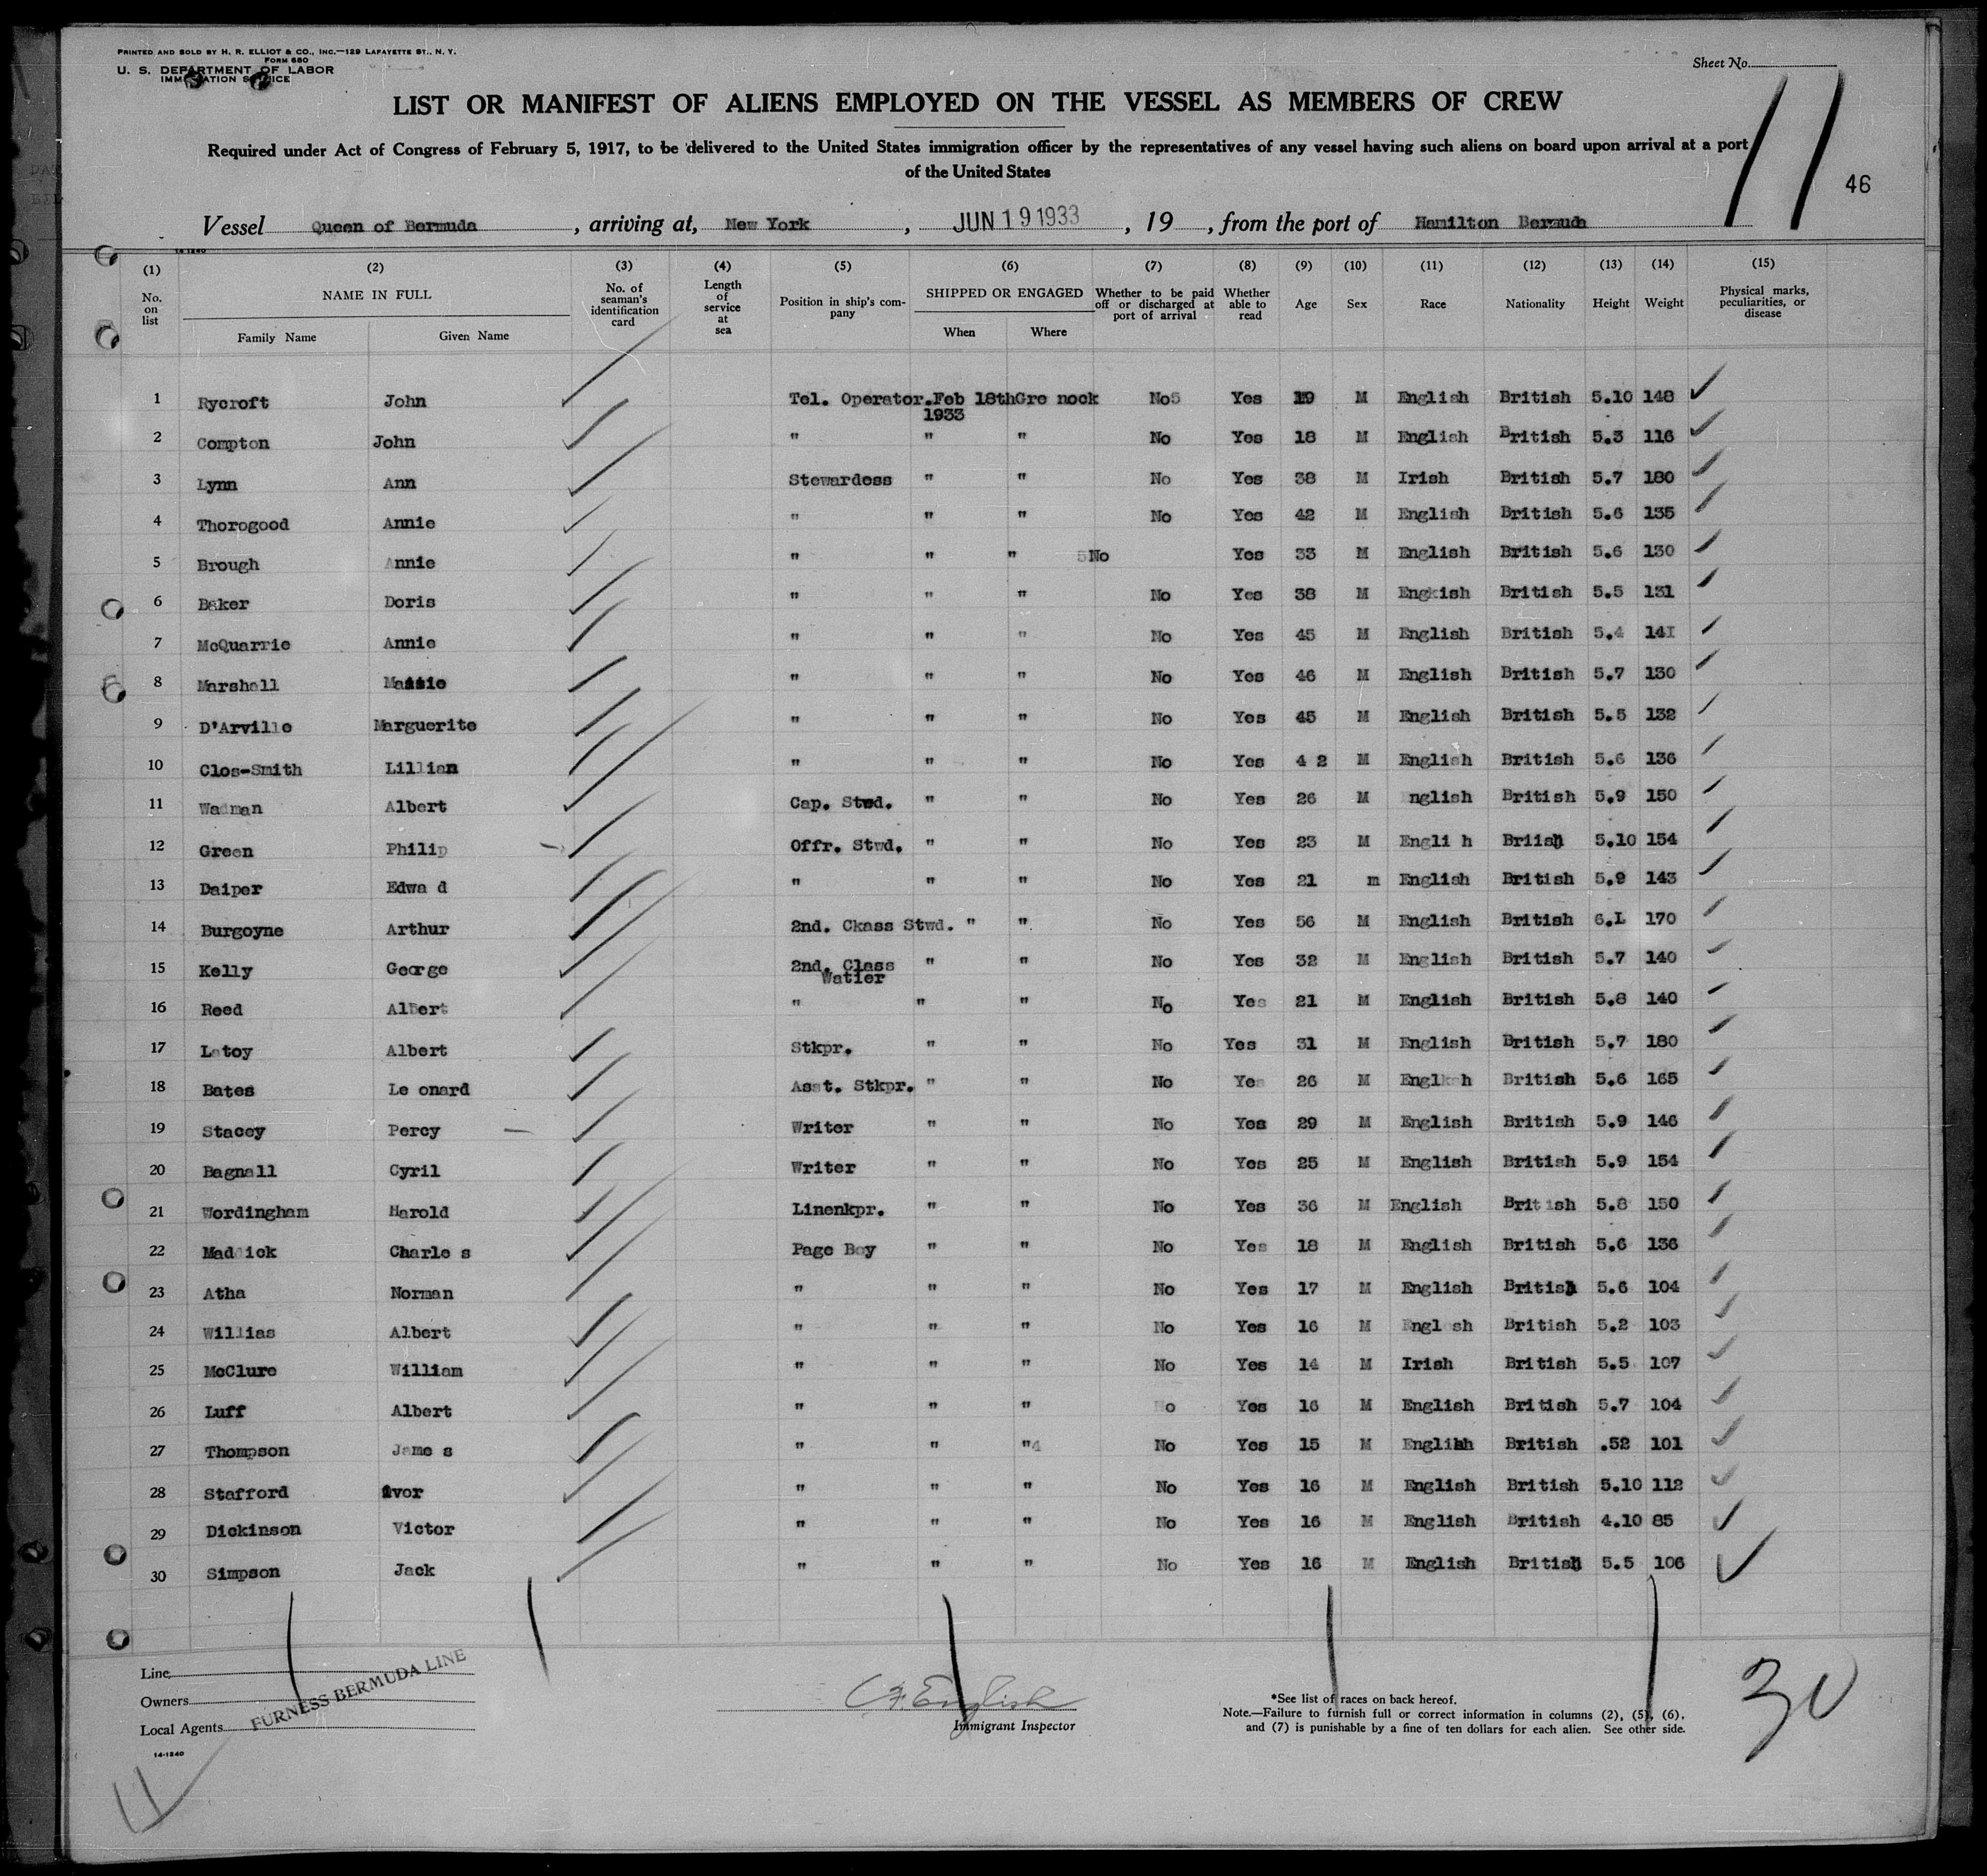 PRINTED AND SOLD BY H. R. ELLIOT & CO., INC.—129 LAFAYETTE ST., N. Y.
FORM 680
U. S. DEPARTMENT OF LABOR
IMMIGRATION SERVICE
Sheet No.
11
46
LIST OR MANIFEST OF ALIENS EMPLOYED ON THE VESSEL AS MEMBERS OF CREW
Required under Act of Congress of February 5, 1917, to be delivered to the United States immigration officer by the representatives of any vessel having such aliens on board upon arrival at a port
of the United States
Vessel Queen of Bermuda, arriving at, New York, JUN 19 1933, 19, from the port of Hamilton Bermuda
14-1240
(1) No. on list (2) NAME IN FULL Family Name Given Name (3) No. of seaman's identification card (4) Length of service at sea (5) Position in ship's company (6) SHIPPED OR ENGAGED When Where (7) Whether to be paid off or discharged at port of arrival (8) Whether able to read (9) Age (10) Sex (11) Race (12) Nationality (13) Height (14) Weight (15) Physical marks, peculiarities, or disease
1 Rycroft John Tel. Operator. Feb 18th 1933 Gre nock No5 Yes 19 M English British 5.10 148
2 Compton John " " " No Yes 18 M English British 5.3 116
3 Lynn Ann Stewardess " " No Yes 38 M Irish British 5.7 180
4 Thorogood Annie " " " No Yes 42 M English British 5.6 135
5 Brough Annie " " " 5No Yes 33 M English British 5.6 130
6 Baker Doris " " " No Yes 38 M Engkish British 5.5 131
7 McQuarrie Annie " " " No Yes 45 M English British 5.4 14I
8 Marshall " " " No Yes 46 M English British 5.7 130
9 D'Arville Marguerite " " " No Yes 45 M English British 5.5 132
10 Clos-Smith Lillian " " " No Yes 4 2 M English British 5.6 136
11 Wadman Albert Cap. Stwd. " " No Yes 26 M nglish British 5.9 150
12 Green Philip Offr. Stwd. " " No Yes 23 M Engli h Briish 5.10 154
13 Daiper Edwa d " " " No Yes 21 m English British 5.9 143
14 Burgoyne Arthur 2nd. Ckass Stwd. " " No Yes 56 M English British 6.L 170
15 Kelly George 2nd. Class Watier " " No Yes 32 M English British 5.7 140
16 Reed Albert " " " No Yes 21 M English British 5.8 140
17 Latoy Albert Stkpr. " " No Yes 31 M English British 5.7 180
18 Bates Le onard Asst. Stkpr. " " No Yes 26 M Englksh British 5.6 165
19 Stacey Percy Writer " " No Yes 29 M English British 5.9 146
20 Bagnall Cyril Writer " " No Yes 25 M English British 5.9 154
21 Wordingham Harold Linenkpr. " " No Yes 36 M English British 5.8 150
22 Maddick Charle s Page Boy " " No Yes 18 M English British 5.6 136
23 Atha Norman " " " No Yes 17 M English British 5.6 104
24 Willias Albert " " " No Yes 16 M English British 5.2 103
25 McClure William " " " No Yes 14 M Irish British 5.5 107
26 Luff Albert " " " No Yes 16 M English British 5.7 104
27 Thompson Jame s " " "4 No Yes 15 M English British .52 101
28 Stafford Ivor " " " No Yes 16 M English British 5.10 112
29 Dickinson Victor " " " No Yes 16 M English British 4.10 85
30 Simpson Jack " " " No Yes 16 M English British 5.5 106
Line
Owners
Local Agents
FURNESS BERMUDA LINE
14-1240
C F. English
Immigrant Inspector
*See list of races on back hereof.
Note.—Failure to furnish full or correct information in columns (2), (5), (6),
and (7) is punishable by a fine of ten dollars for each alien. See other side.
30
11